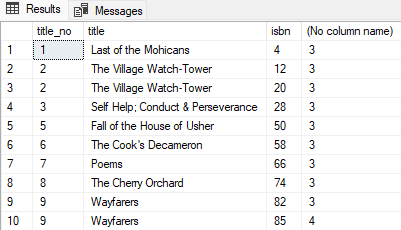 Results Messages
title_no title isbn (No column name)
1 1 Last of the Mohicans 4 3
2 2 The Village Watch-Tower 12 3
3 2 The Village Watch-Tower 20 3
4 3 Self Help; Conduct & Perseverance 28 3
5 5 Fall of the House of Usher 50 3
6 6 The Cook's Decameron 58 3
7 7 Poems 66 3
8 8 The Cherry Orchard 74 3
9 9 Wayfarers 82 3
10 9 Wayfarers 85 4